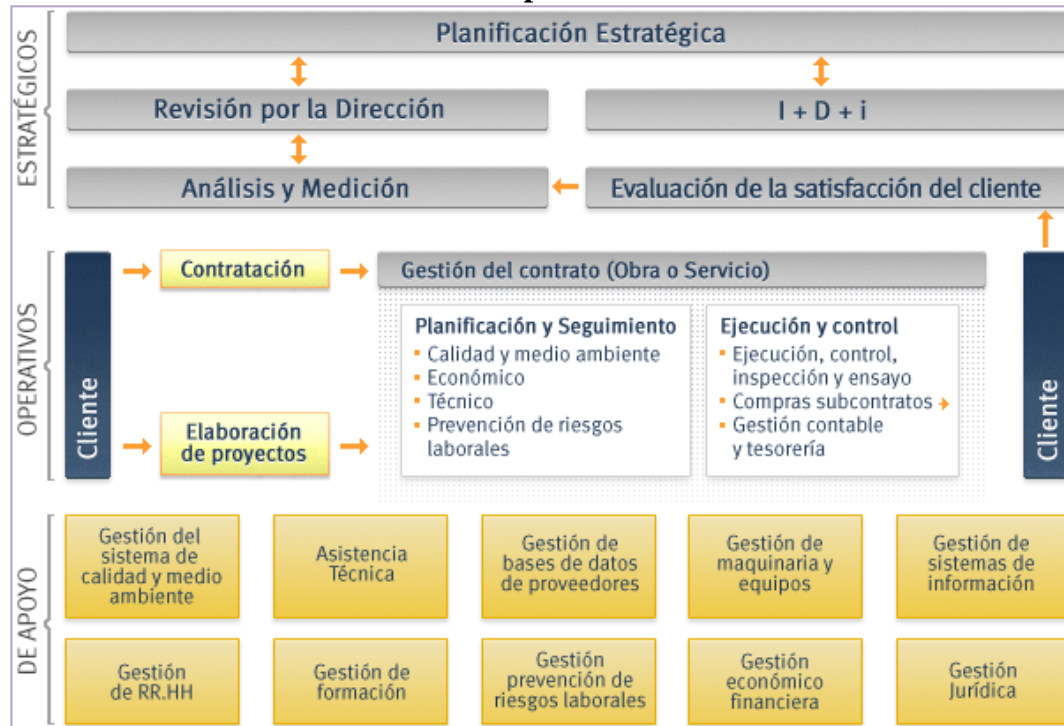 ESTRATÉGICOS
Planificación Estratégica
Revisión por la Dirección
I + D + i
Análisis y Medición
Evaluación de la satisfacción del cliente
OPERATIVOS
Cliente
Contratación
Elaboración
de proyectos
Gestión del contrato (Obra o Servicio)
Planificación y Seguimiento
Calidad y medio ambiente
Económico
Técnico
Prevención de riesgos
laborales
Ejecución y control
Ejecución, control,
inspección y ensayo
Compras subcontratos
Gestión contable
y tesorería
Cliente
DE APOYO
Gestión del
sistema de
calidad y medio
ambiente
Asistencia
Técnica
Gestión de
bases de datos
de proveedores
Gestión de
maquinaria y
equipos
Gestión de
sistemas de
información
Gestión
de RR.HH
Gestión de
formación
Gestión
prevención de
riesgos laborales
Gestión
económico
financiera
Gestión
Jurídica